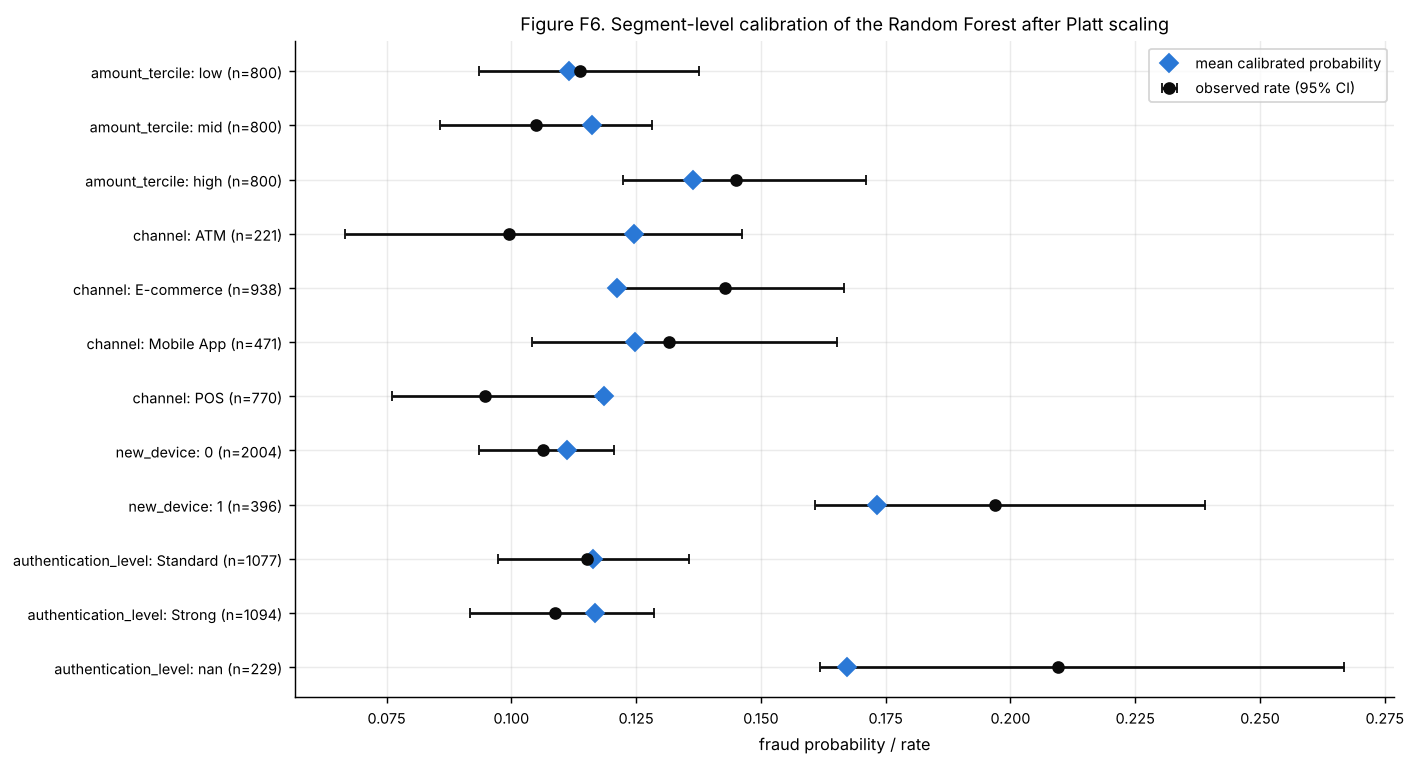 Figure F6. Segment-level calibration of the Random Forest after Platt scaling
mean calibrated probability
observed rate (95% CI)
amount_tercile: low (n=800)
amount_tercile: mid (n=800)
amount_tercile: high (n=800)
channel: ATM (n=221)
channel: E-commerce (n=938)
channel: Mobile App (n=471)
channel: POS (n=770)
new_device: 0 (n=2004)
new_device: 1 (n=396)
authentication_level: Standard (n=1077)
authentication_level: Strong (n=1094)
authentication_level: nan (n=229)
0.075 0.100 0.125 0.150 0.175 0.200 0.225 0.250 0.275
fraud probability / rate